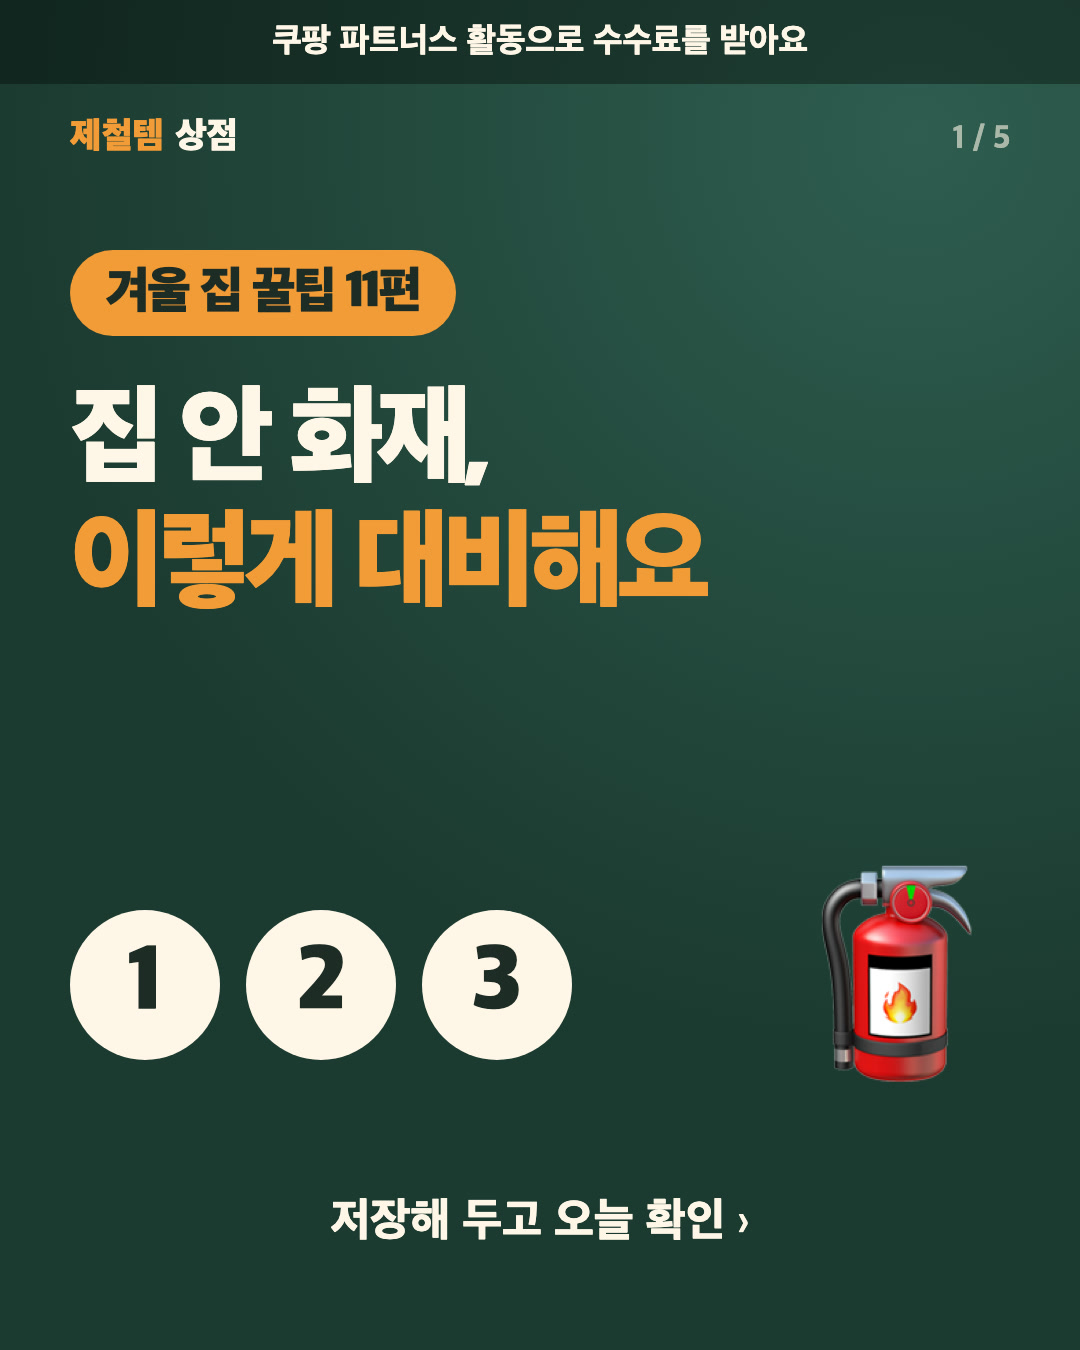 쿠팡 파트너스 활동으로 수수료를 받아요
제철템 상점
1 / 5
겨울 집 꿀팁 11편
집 안 화재,
이렇게 대비해요
1 2 3
저장해 두고 오늘 확인 ›